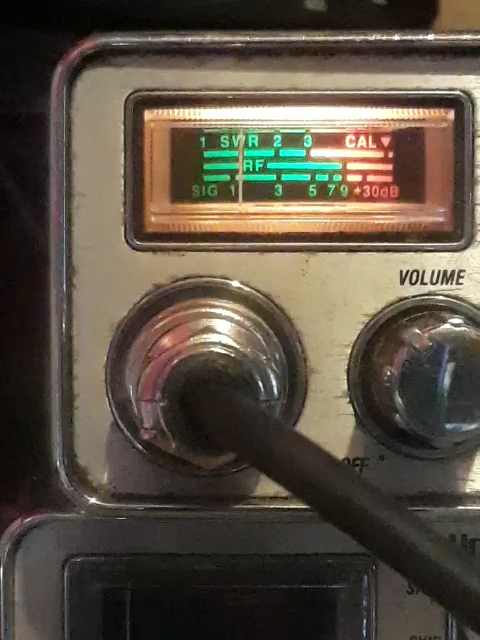 1 SWR 2 3 CAL▼
RF
SIG 1 3 5 7 9 +30dB
VOLUME
OFF